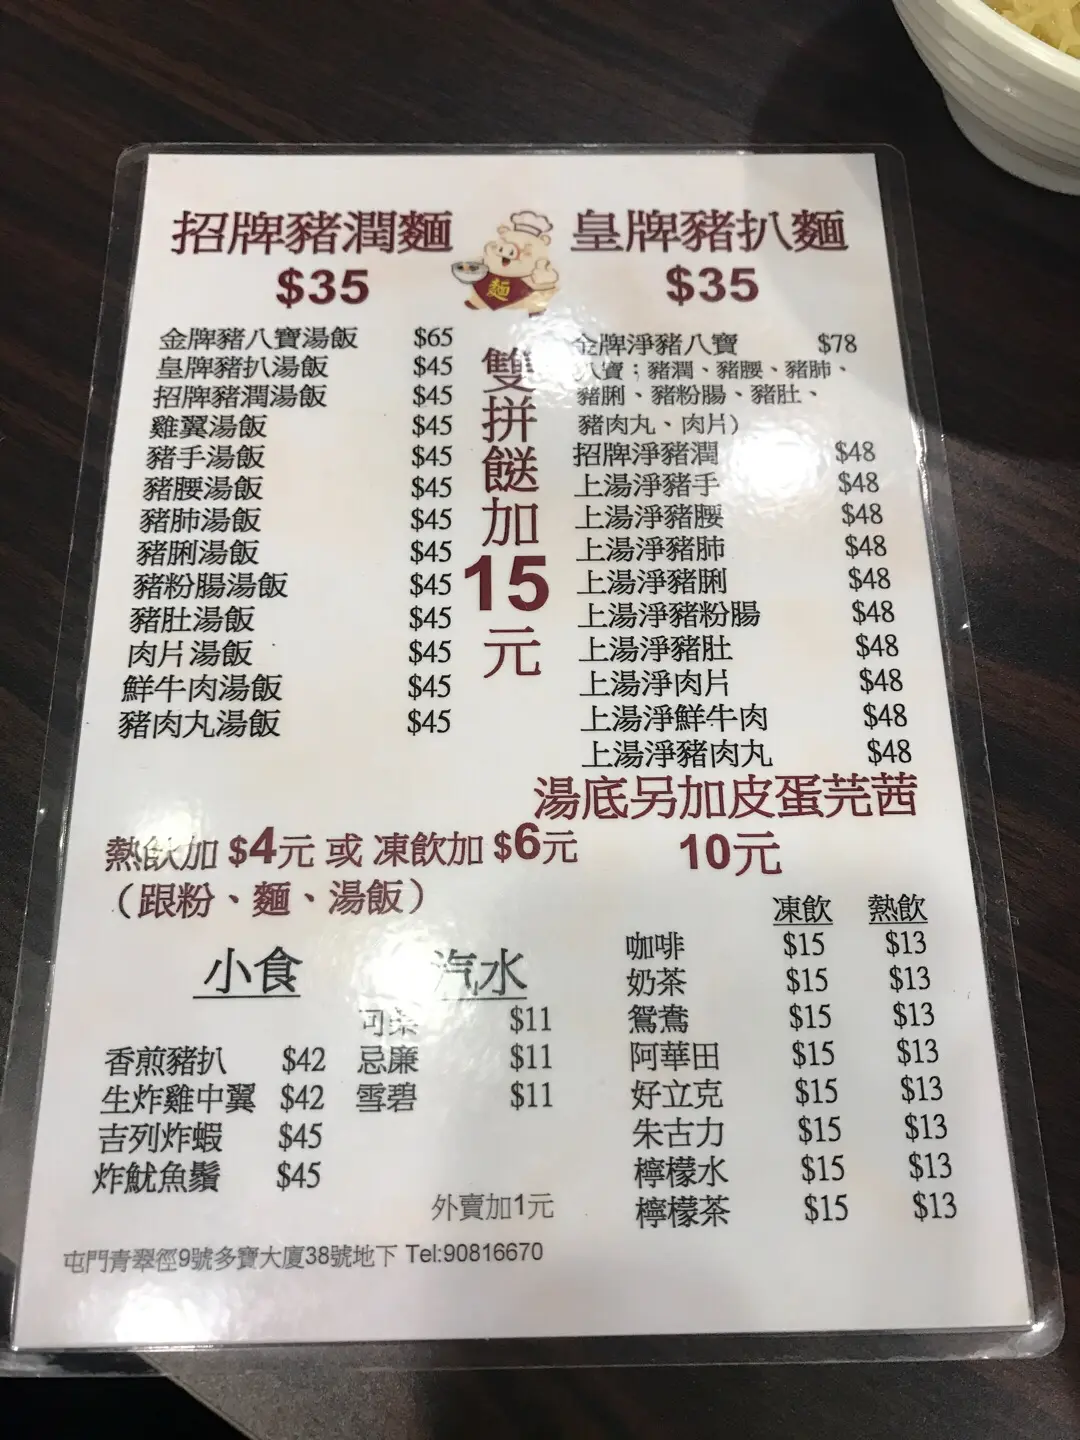 招牌豬潤麵
$35
皇牌豬扒麵
$35
麵
金牌豬八寶湯飯 $65
皇牌豬扒湯飯 $45
招牌豬潤湯飯 $45
雞翼湯飯 $45
豬手湯飯 $45
豬腰湯飯 $45
豬肺湯飯 $45
豬脷湯飯 $45
豬粉腸湯飯 $45
豬肚湯飯 $45
肉片湯飯 $45
鮮牛肉湯飯 $45
豬肉丸湯飯 $45
雙拼餸加15元
金牌淨豬八寶 $78
八寶；豬潤、豬腰、豬肺、
豬脷、豬粉腸、豬肚、
豬肉丸、肉片)
招牌淨豬潤 $48
上湯淨豬手 $48
上湯淨豬腰 $48
上湯淨豬肺 $48
上湯淨豬脷 $48
上湯淨豬粉腸 $48
上湯淨豬肚 $48
上湯淨肉片 $48
上湯淨鮮牛肉 $48
上湯淨豬肉丸 $48
湯底另加皮蛋芫茜
10元
熱飲加 $4元 或 凍飲加 $6元
（跟粉、麵、湯飯）
小食
香煎豬扒 $42
生炸雞中翼 $42
吉列炸蝦 $45
炸魷魚鬚 $45
汽水
可樂 $11
忌廉 $11
雪碧 $11
凍飲 熱飲
咖啡 $15 $13
奶茶 $15 $13
鴛鴦 $15 $13
阿華田 $15 $13
好立克 $15 $13
朱古力 $15 $13
檸檬水 $15 $13
檸檬茶 $15 $13
外賣加1元
屯門青翠徑9號多寶大廈38號地下 Tel:90816670